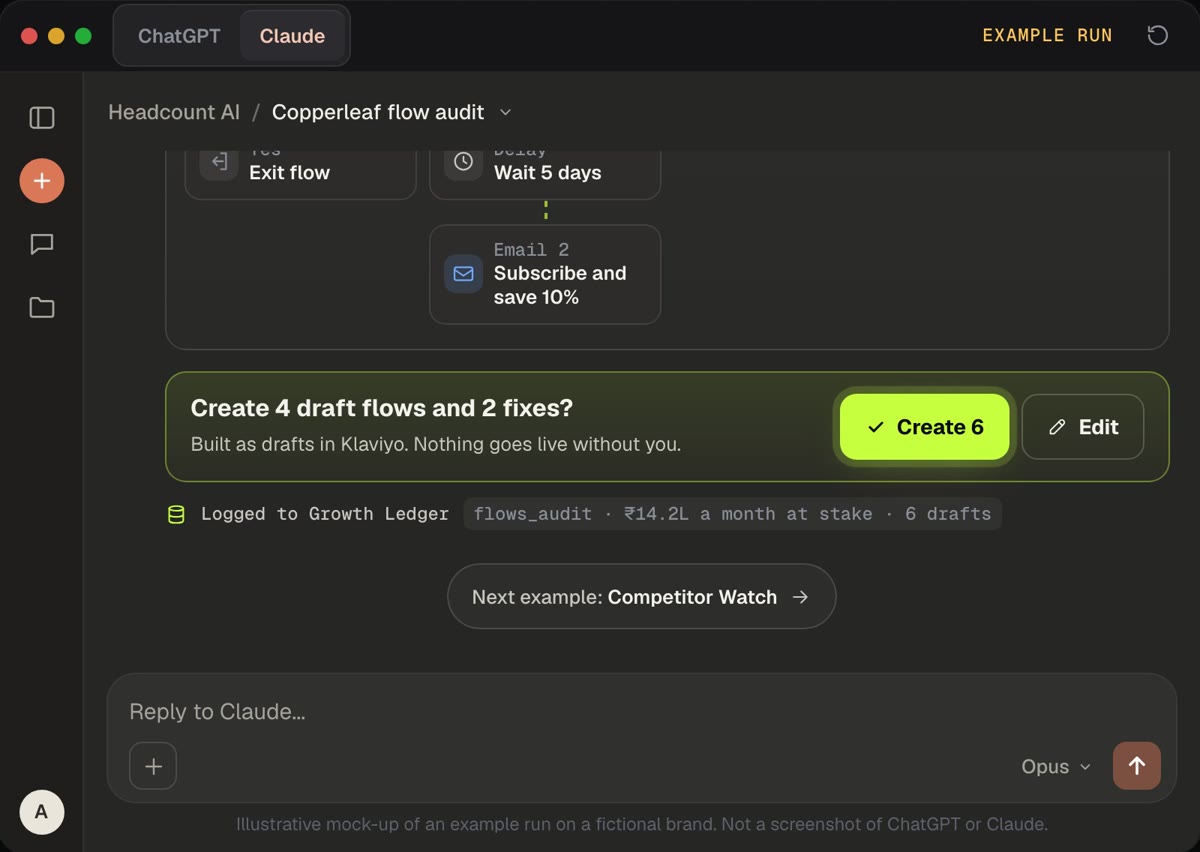 ChatGPT
Claude
EXAMPLE RUN
Headcount AI / Copperleaf flow audit
Yes
Exit flow
Delay
Wait 5 days
Email 2
Subscribe and
save 10%
Create 4 draft flows and 2 fixes?
Built as drafts in Klaviyo. Nothing goes live without you.
Create 6
Edit
Logged to Growth Ledger
flows_audit · ₹14.2L a month at stake · 6 drafts
Next example: Competitor Watch →
Reply to Claude...
Opus
A
Illustrative mock-up of an example run on a fictional brand. Not a screenshot of ChatGPT or Claude.